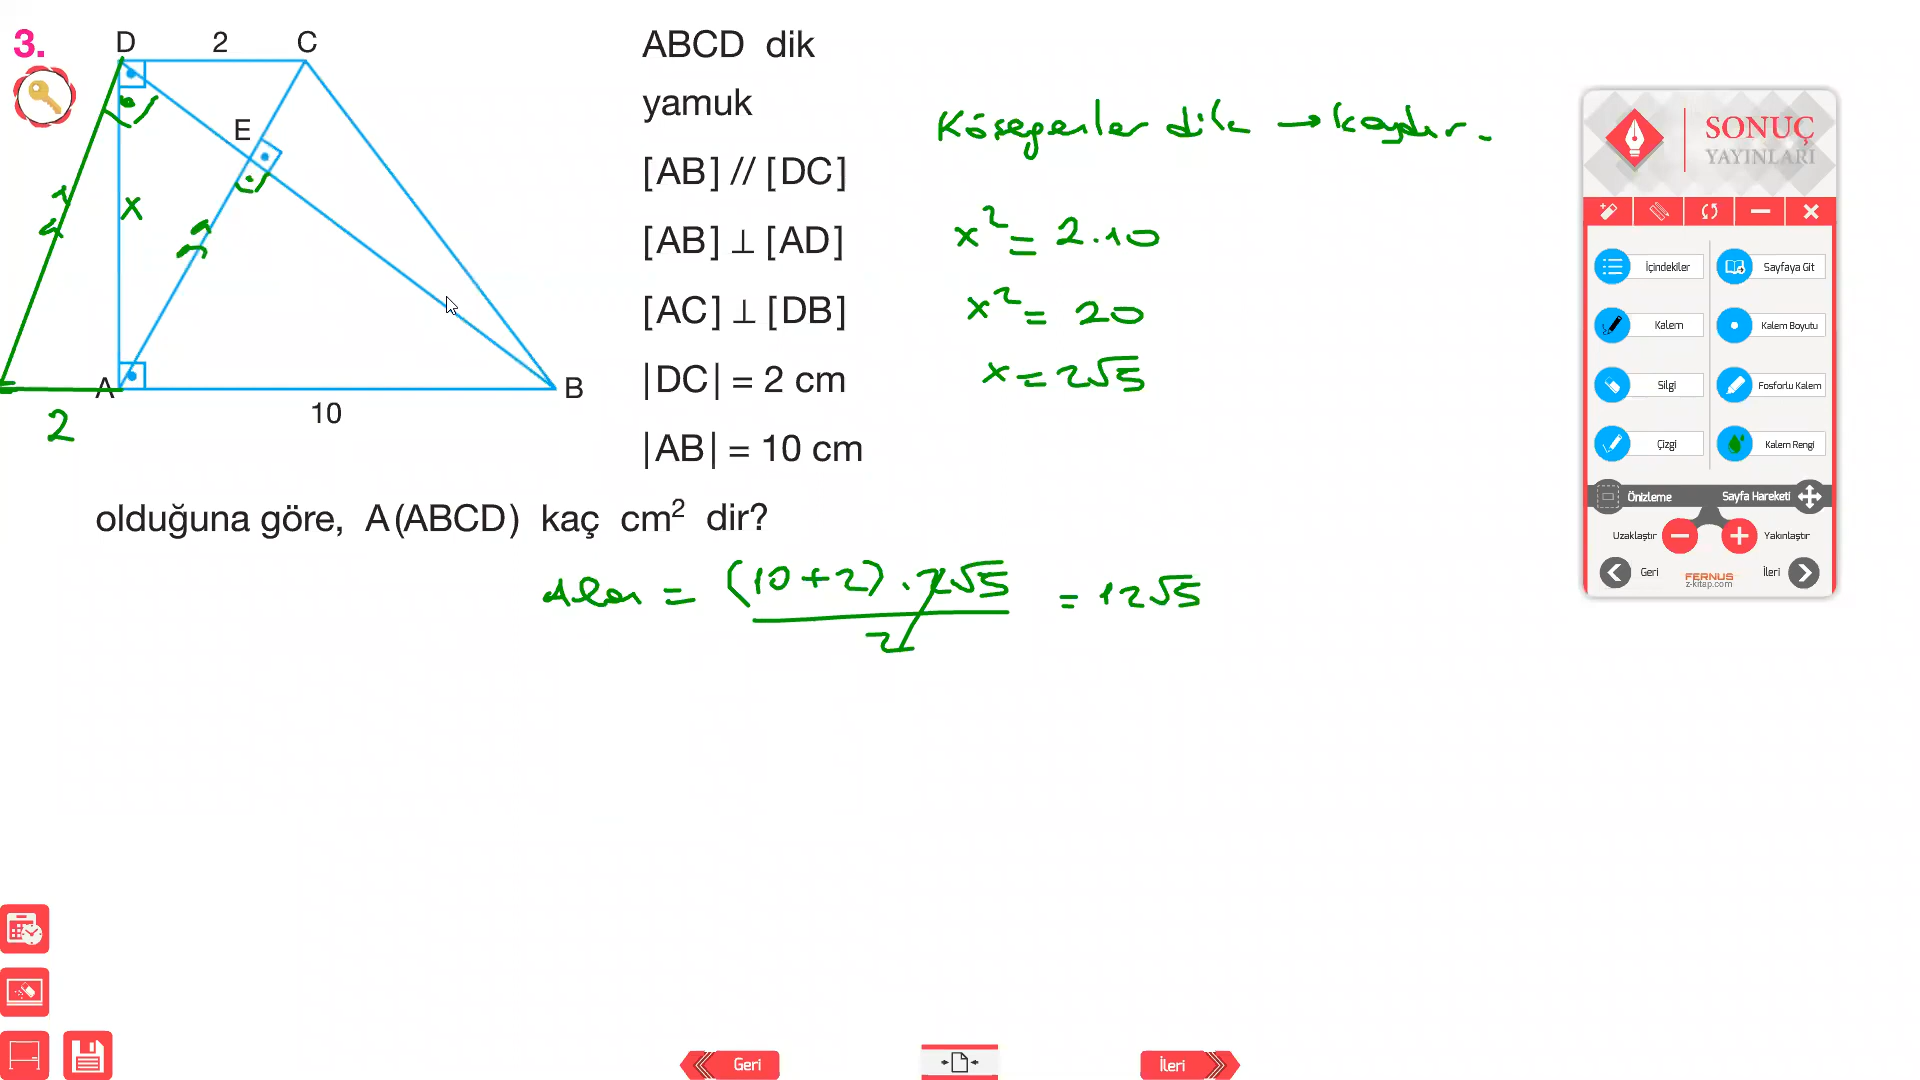 3.
D 2 C
E
x
A
B
10
2
ABCD dik
yamuk
[AB] // [DC]
[AB] ⊥ [AD]
[AC] ⊥ [DB]
|DC| = 2 cm
|AB| = 10 cm
olduğuna göre, A(ABCD) kaç cm² dir?
Köşegenler dik → kaydır.
x² = 2.10
x² = 20
x = 2√5
Alan = (10+2).2√5 / 2 = 12√5
SONUÇ
YAYINLARI
İçindekiler
Sayfaya Git
Kalem
Kalem Boyutu
Silgi
Fosforlu Kalem
Çizgi
Kalem Rengi
Önizleme
Sayfa Hareketi
Uzaklaştır
Yakınlaştır
Geri
FERNUS
z-kitap.com
İleri
Geri
İleri